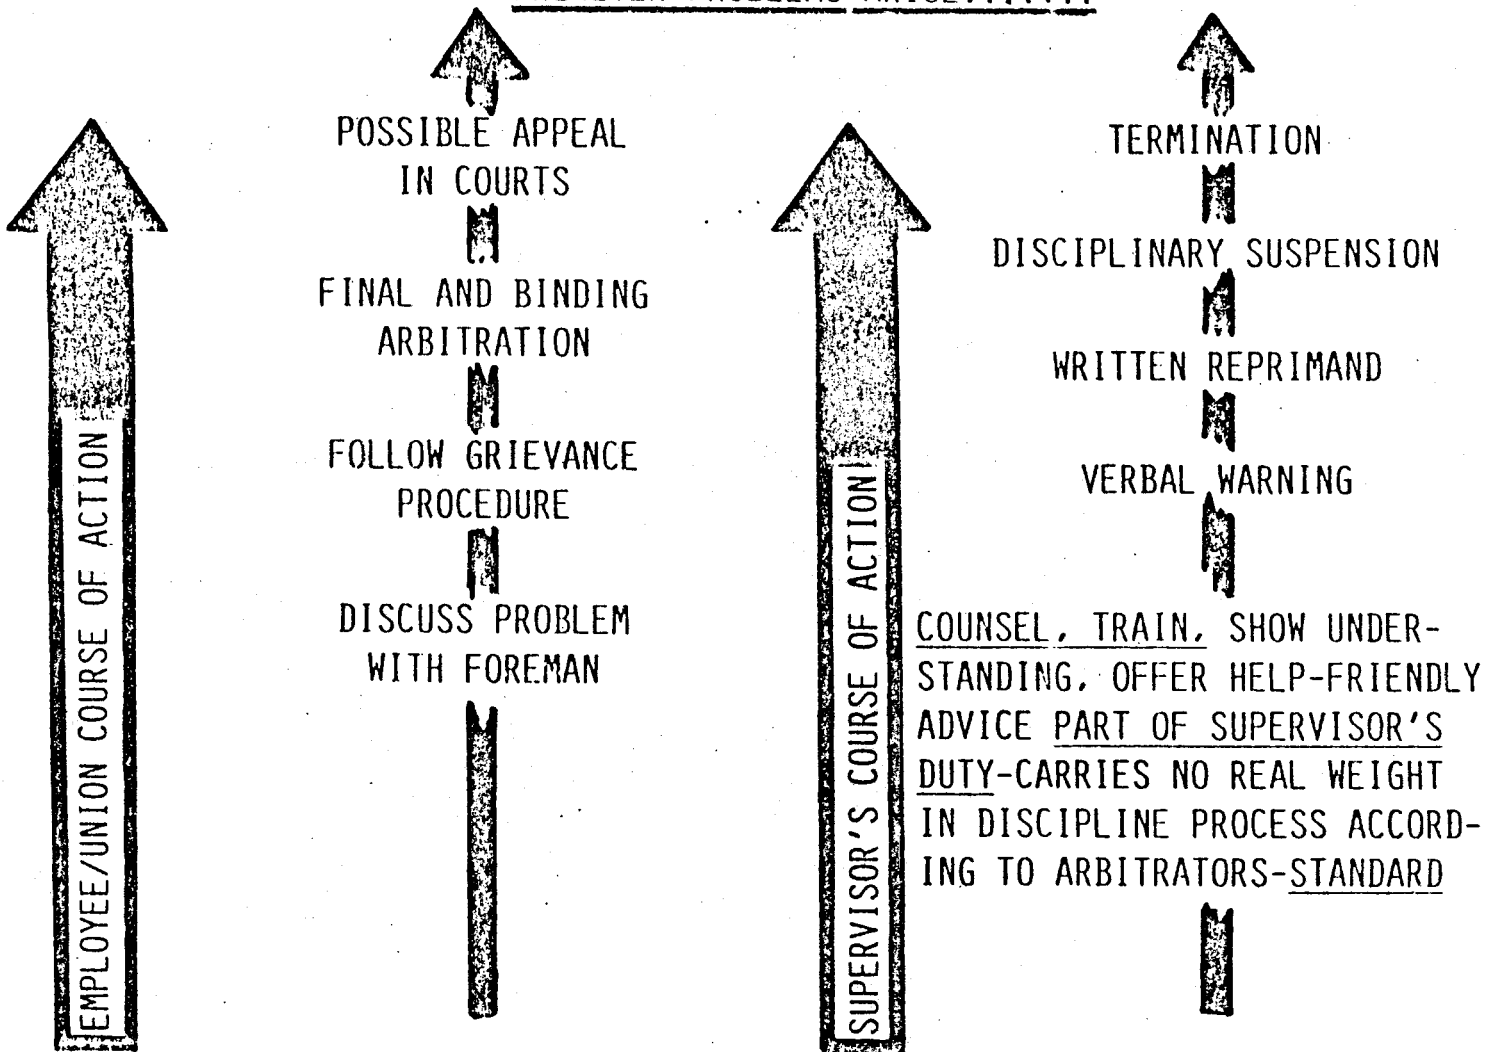 PROBLEMS ARISE.......
EMPLOYEE/UNION COURSE OF ACTION
POSSIBLE APPEAL
IN COURTS
FINAL AND BINDING
ARBITRATION
FOLLOW GRIEVANCE
PROCEDURE
DISCUSS PROBLEM
WITH FOREMAN
SUPERVISOR'S COURSE OF ACTION
TERMINATION
DISCIPLINARY SUSPENSION
WRITTEN REPRIMAND
VERBAL WARNING
COUNSEL, TRAIN, SHOW UNDER-
STANDING, OFFER HELP-FRIENDLY
ADVICE PART OF SUPERVISOR'S
DUTY-CARRIES NO REAL WEIGHT
IN DISCIPLINE PROCESS ACCORD-
ING TO ARBITRATORS-STANDARD